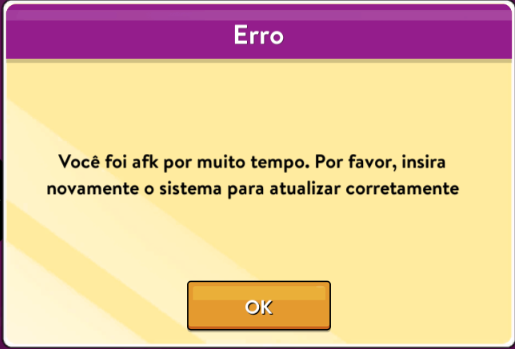 Erro
Você foi afk por muito tempo. Por favor, insira
novamente o sistema para atualizar corretamente
OK